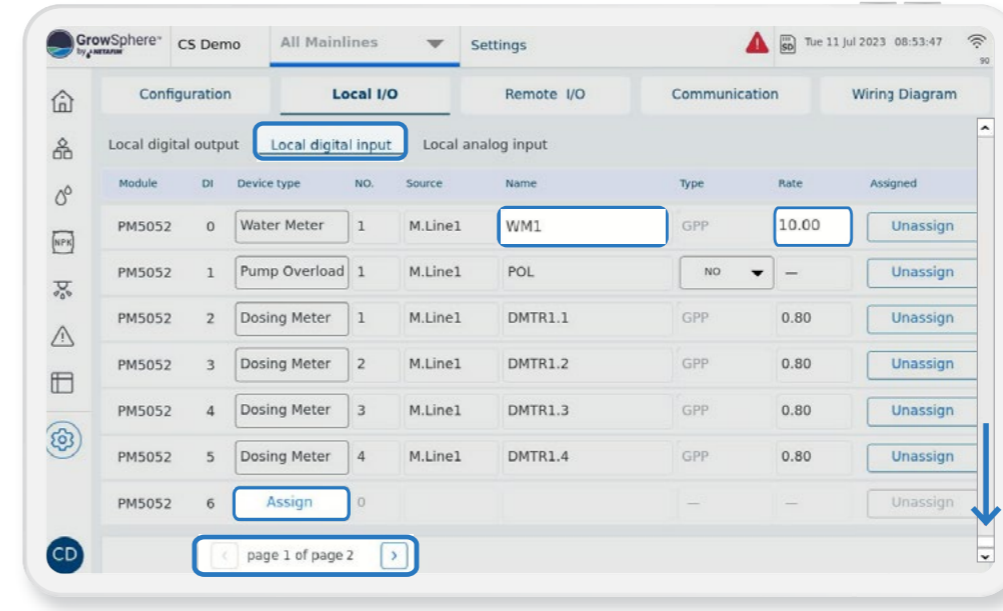 GrowSphere™ CS Demo All Mainlines Settings SD Tue 11 Jul 2023 08:53:47
by NETAFIM 90
Configuration Local I/O Remote I/O Communication Wiring Diagram
Local digital output Local digital input Local analog input
Module DI Device type NO. Source Name Type Rate Assigned
PM5052 0 Water Meter 1 M.Line1 WM1 GPP 10.00 Unassign
PM5052 1 Pump Overload 1 M.Line1 POL NO — Unassign
PM5052 2 Dosing Meter 1 M.Line1 DMTR1.1 GPP 0.80 Unassign
PM5052 3 Dosing Meter 2 M.Line1 DMTR1.2 GPP 0.80 Unassign
NPK
PM5052 4 Dosing Meter 3 M.Line1 DMTR1.3 GPP 0.80 Unassign
PM5052 5 Dosing Meter 4 M.Line1 DMTR1.4 GPP 0.80 Unassign
PM5052 6 Assign 0 — — Unassign
CD < page 1 of page 2 >